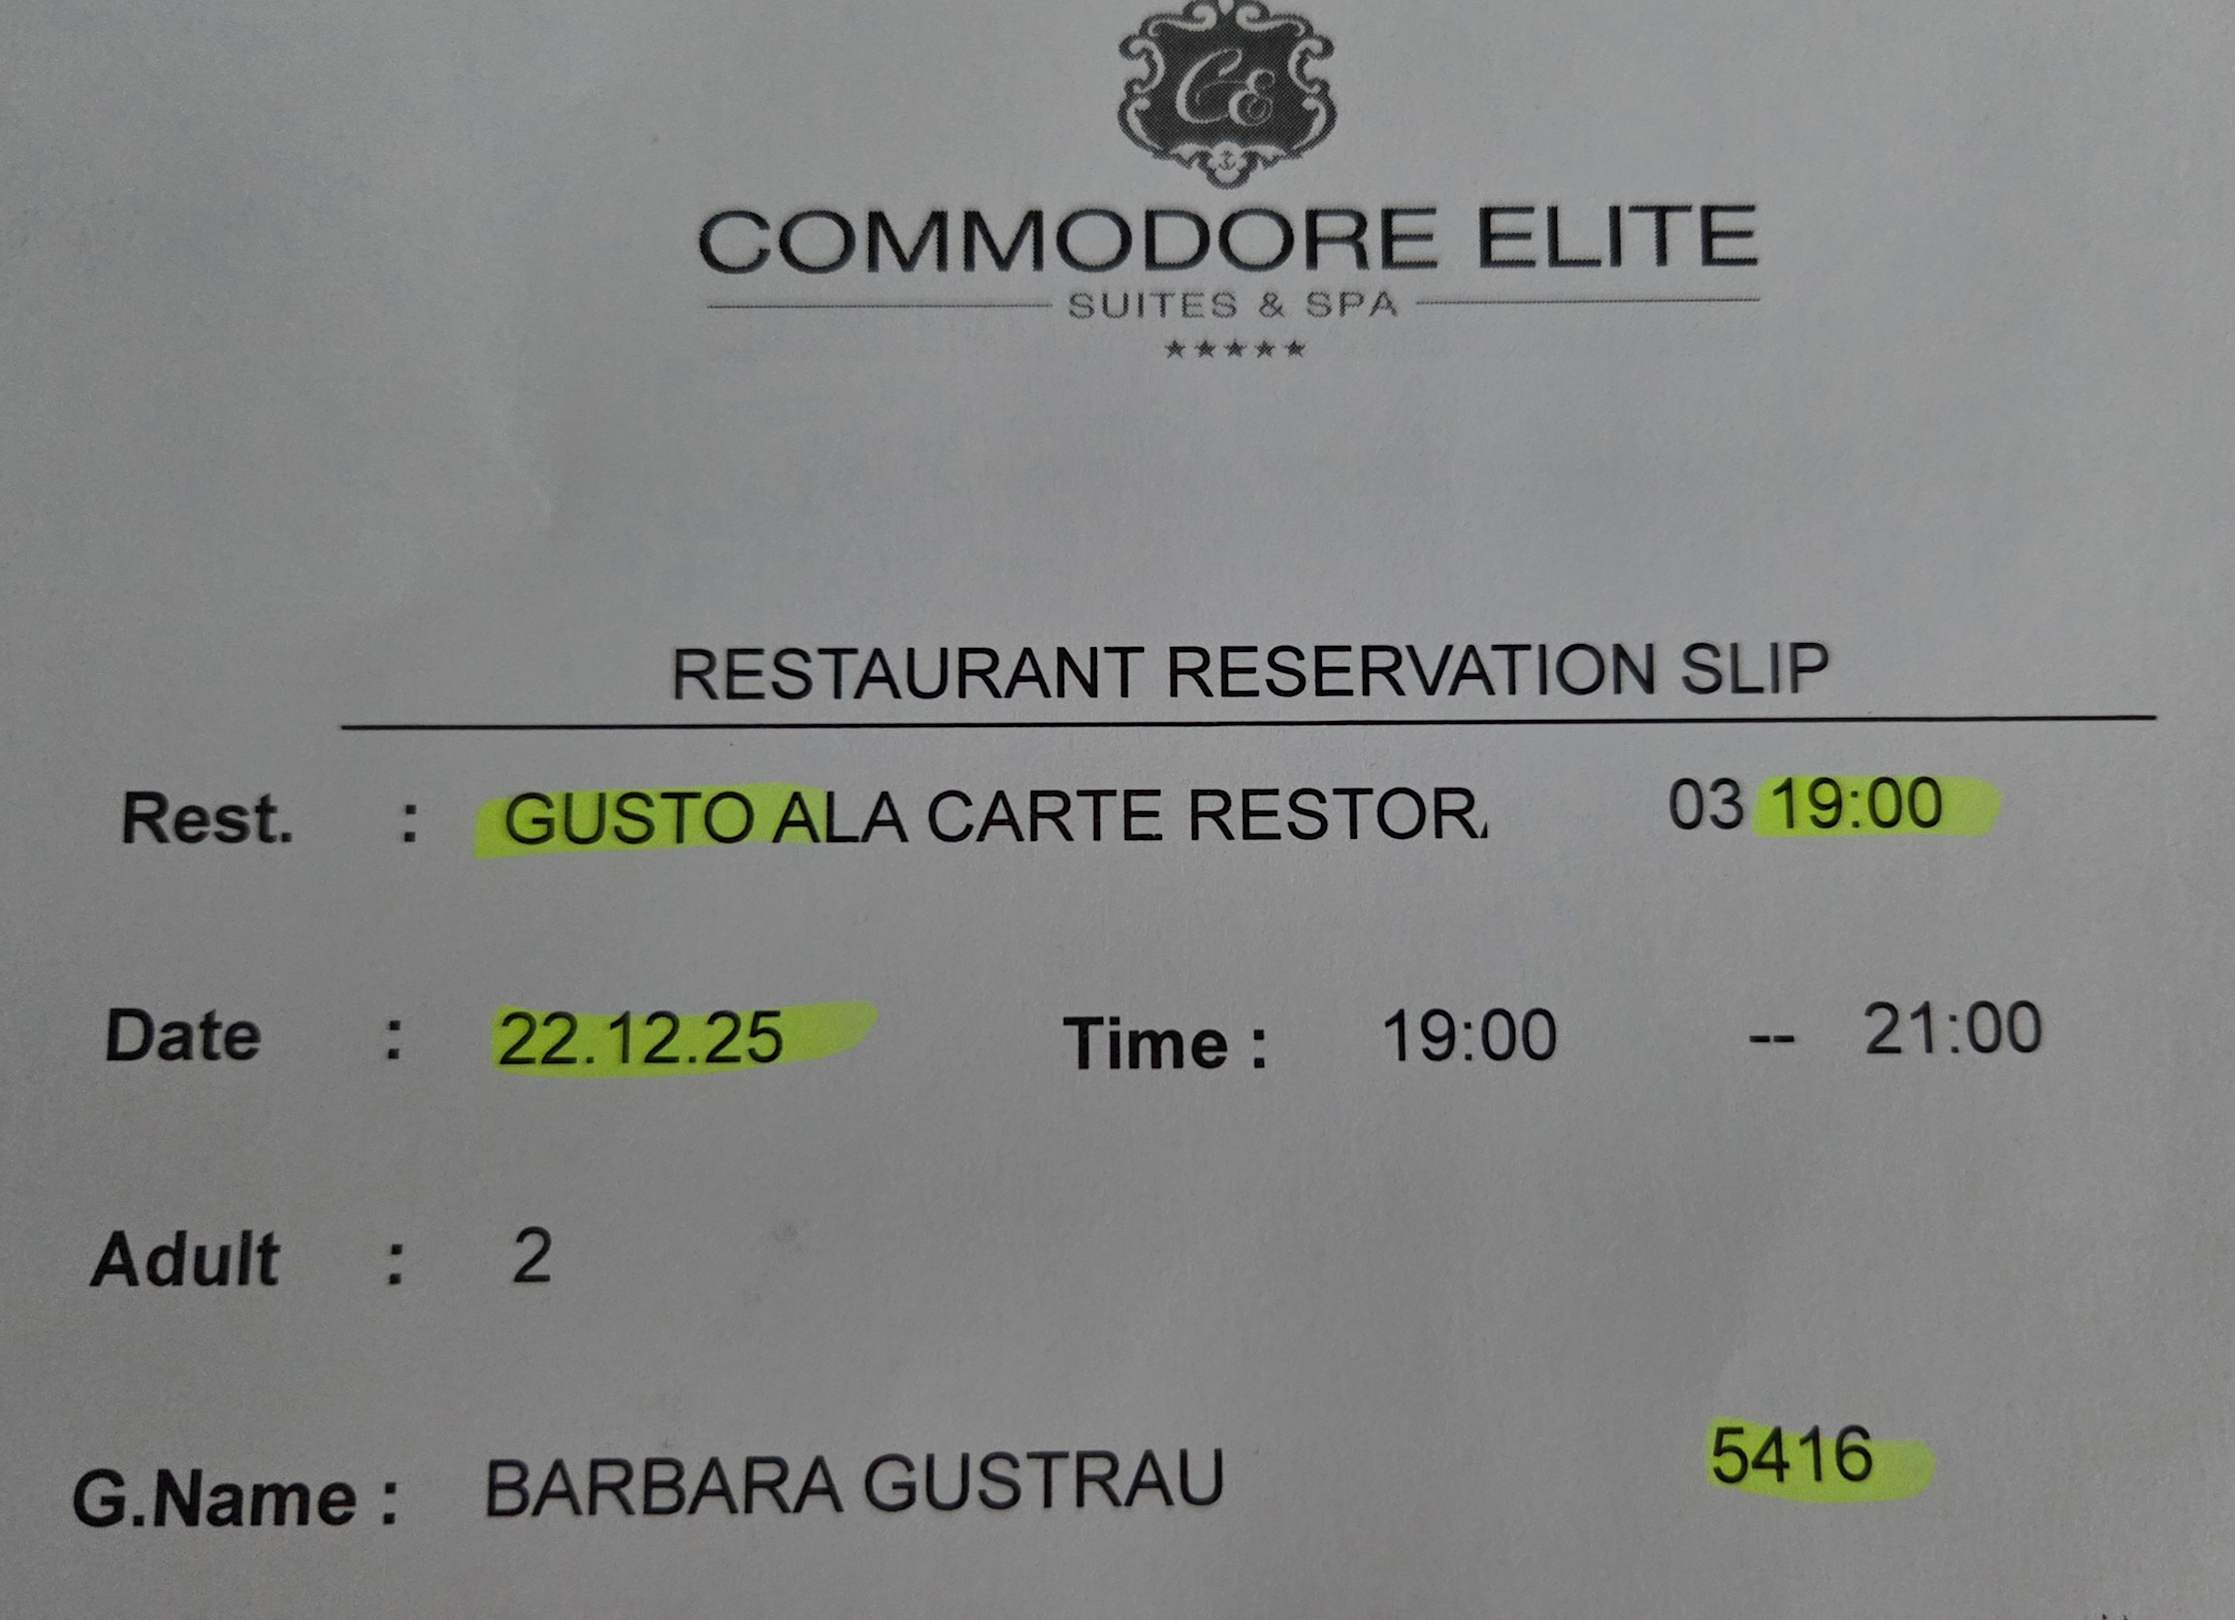 CE
COMMODORE ELITE
SUITES & SPA
★★★★★
RESTAURANT RESERVATION SLIP
Rest. : GUSTO ALA CARTE RESTOR 03 19:00
Date : 22.12.25 Time : 19:00 -- 21:00
Adult : 2
G.Name : BARBARA GUSTRAU 5416